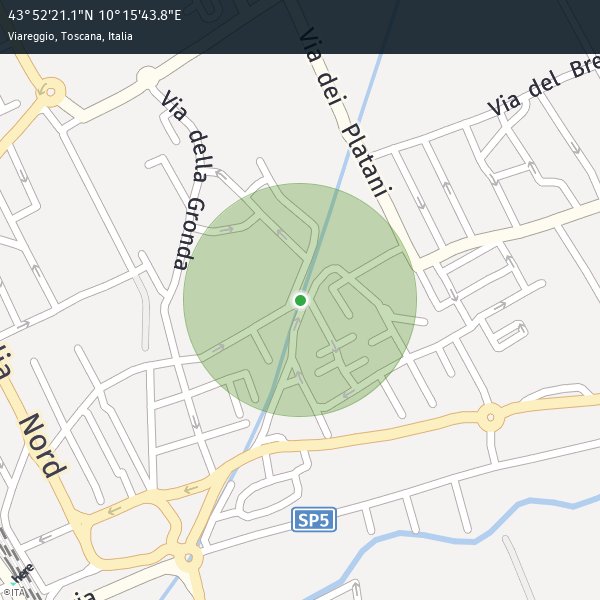 43°52'21.1"N 10°15'43.8"E
Viareggio, Toscana, Italia
Via dei Platani
Via del Bre
Via della Gronda
Nord
SP5
here
©ITA